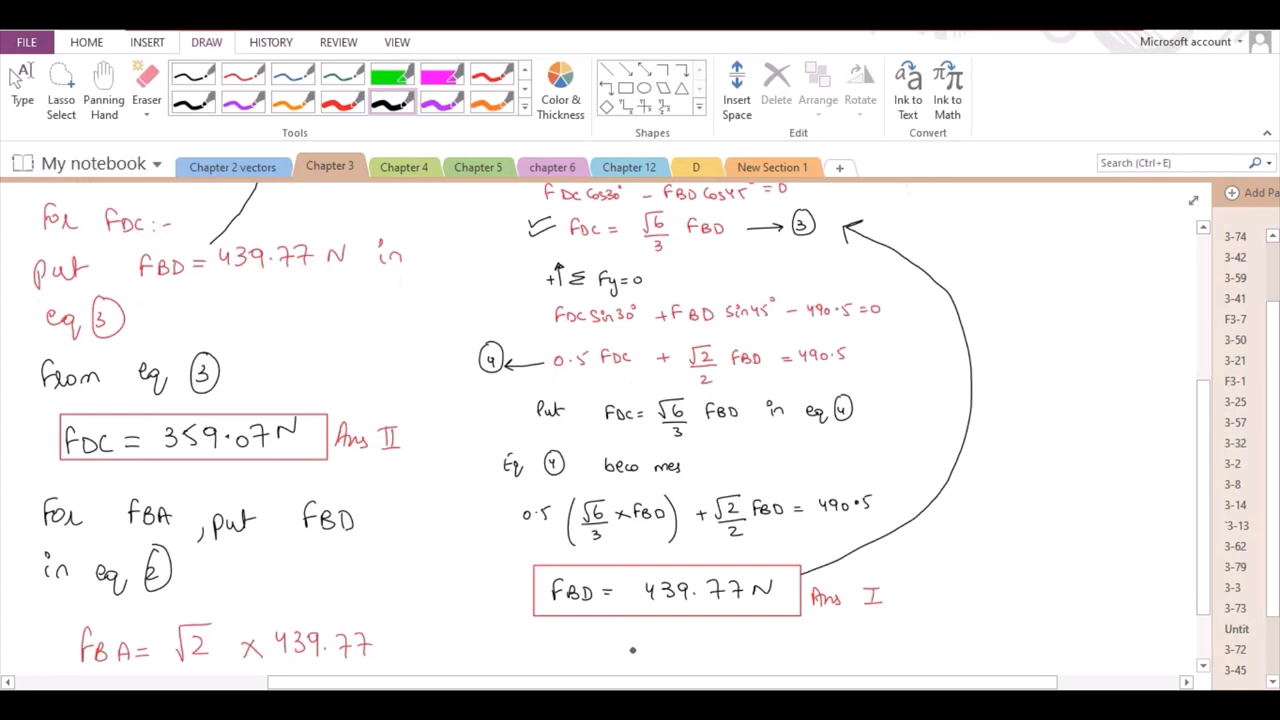 Microsoft account
FILE HOME INSERT DRAW HISTORY REVIEW VIEW
Type
Lasso Select
Panning Hand
Eraser
Color & Thickness
Insert Space
Delete
Arrange
Rotate
Ink to Text
Ink to Math
Tools
Shapes
Edit
Convert
My notebook
Chapter 2 vectors
Chapter 3
Chapter 4
Chapter 5
chapter 6
Chapter 12
D
New Section 1
Search (Ctrl+E)
Add Pa
For FDC:-
put FBD = 439.77 N in
eq 3
From eq 3
FDC = 359.07 N Ans II
For FBA , put FBD
in eq 2
FBA = √2 × 439.77
FDC Cos30° - FBD Cos45° = 0
FDC = √6/3 FBD → 3
+↑ Σ Fy=0
FDC Sin30° + FBD Sin45° - 490.5 = 0
4 ← 0.5 FDC + √2/2 FBD = 490.5
Put FDC = √6/3 FBD in eq 4
Eq 4 becomes
0.5 (√6/3 × FBD) + √2/2 FBD = 490.5
FBD = 439.77 N Ans I
3-74
3-42
3-59
3-41
F3-7
3-50
3-21
F3-1
3-25
3-57
3-32
3-2
3-8
3-14
'3-13
3-62
3-79
3-3
3-73
Untit
3-72
3-45